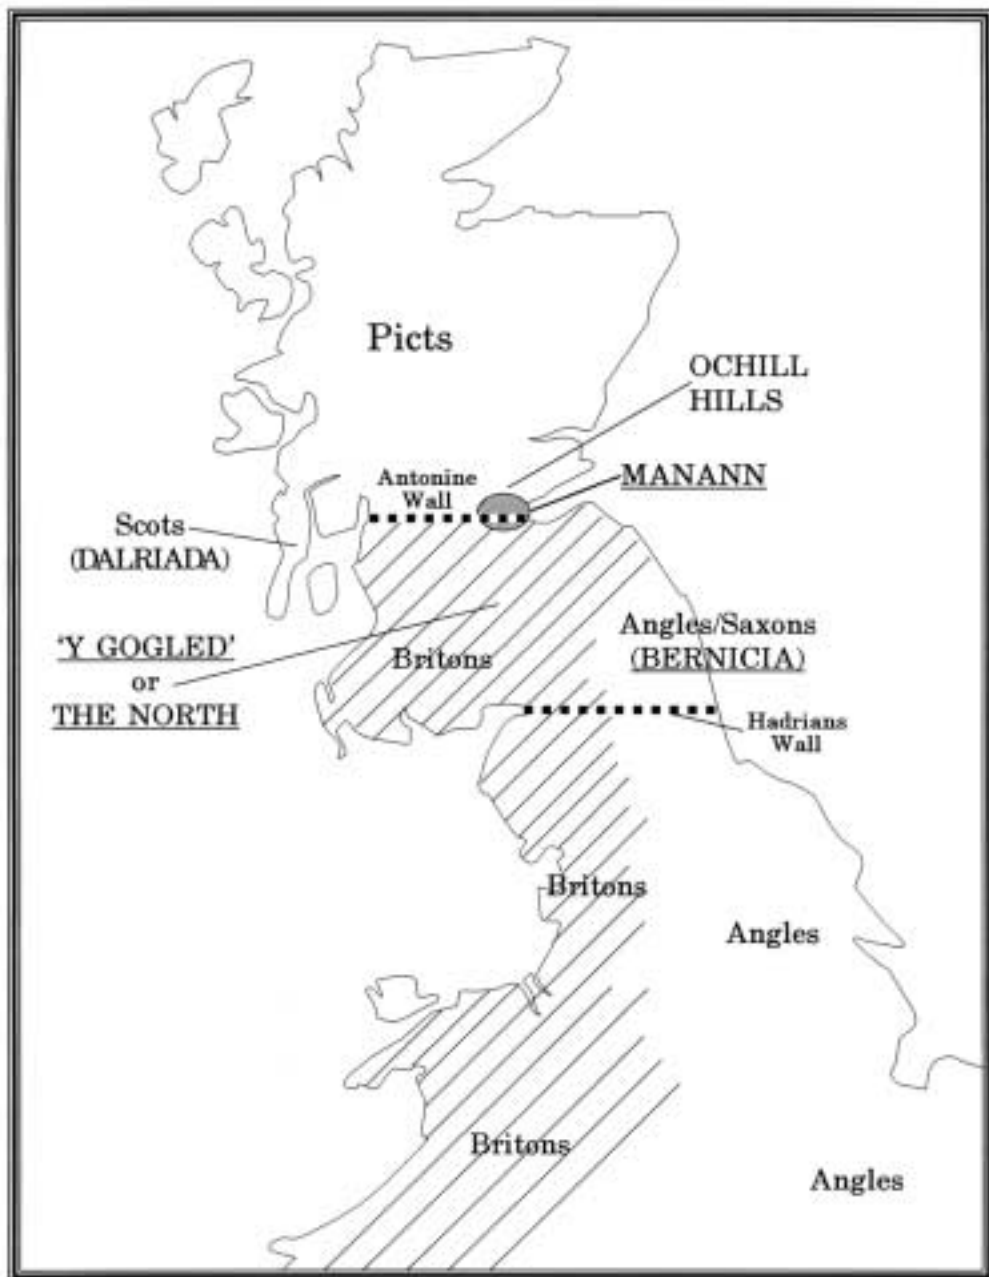 Picts
OCHILL
HILLS
Antonine
Wall
MANANN
Scots
(DALRIADA)
'Y GOGLED'
or
THE NORTH
Britons
Angles/Saxons
(BERNICIA)
Hadrians
Wall
Britons
Angles
Britons
Angles